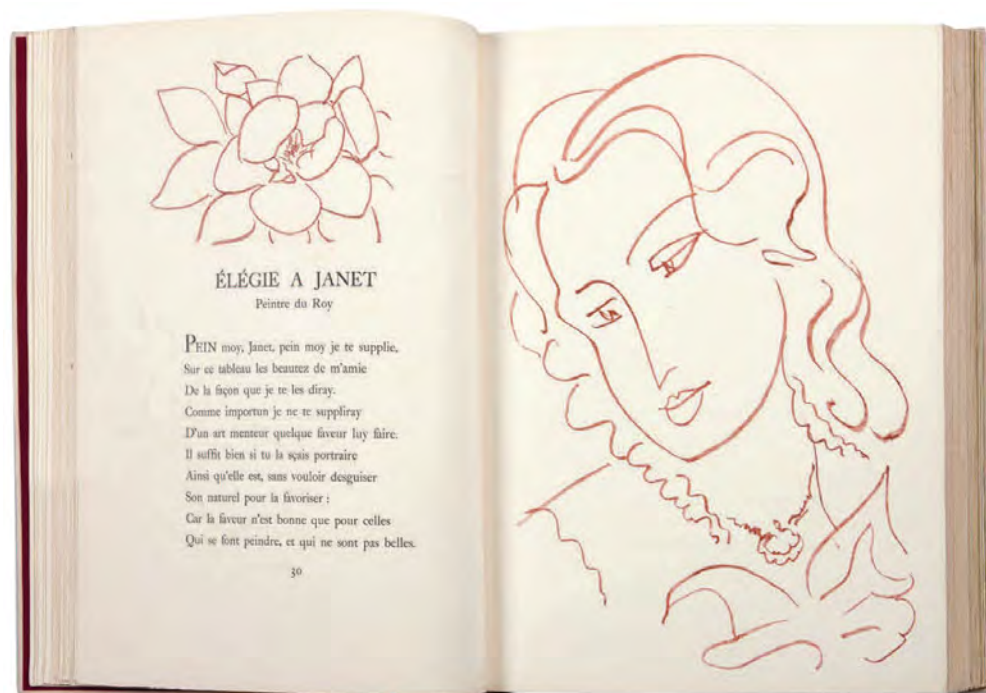 ÉLÉGIE A JANET
Peintre du Roy
PEIN moy, Janet, pein moy je te supplie,
Sur ce tableau les beautez de m'amie
De la façon que je te les diray.
Comme importun je ne te suppliray
D'un art menteur quelque faveur luy faire.
Il suffit bien si tu la sçais portraire
Ainsi qu'elle est, sans vouloir desguiser
Son naturel pour la favoriser :
Car la faveur n'est bonne que pour celles
Qui se font peindre, et qui ne sont pas belles.
30